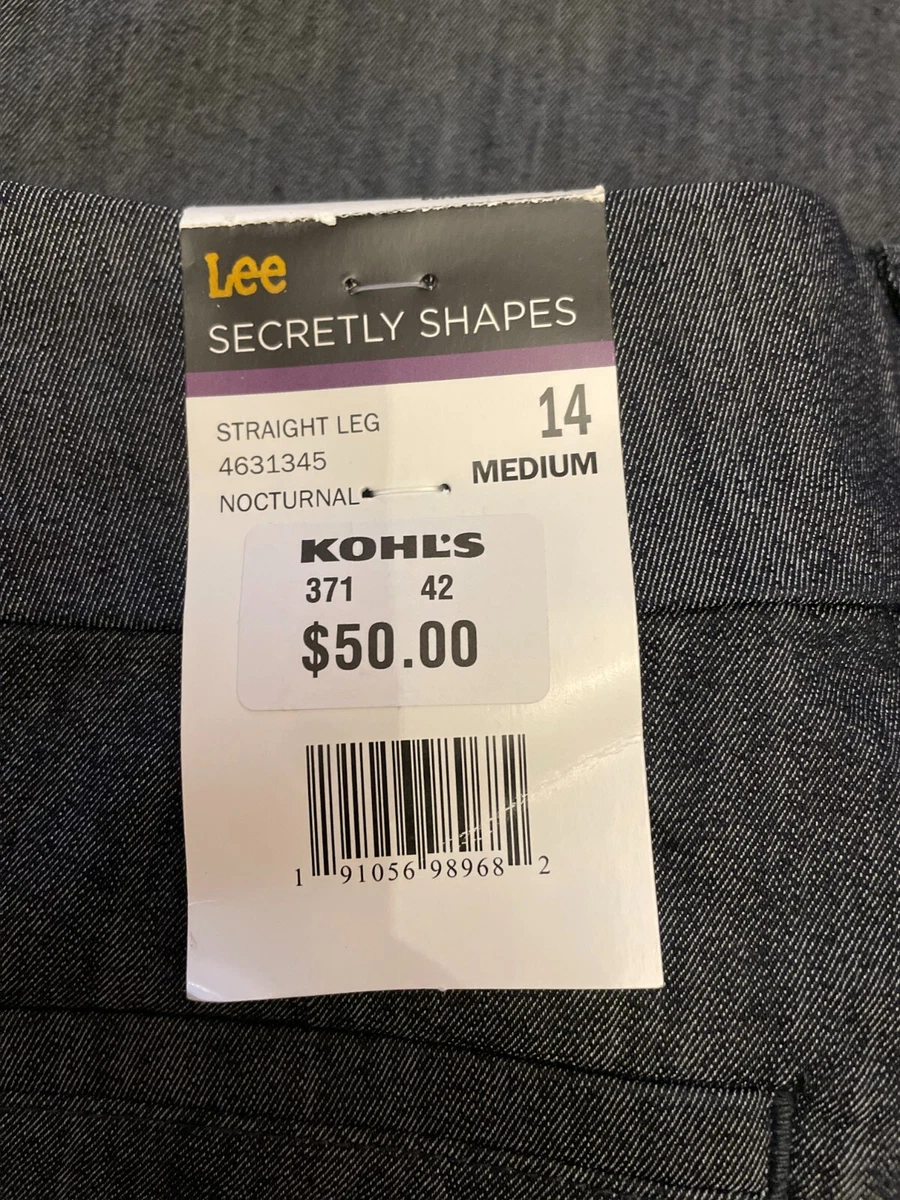 Lee
SECRETLY SHAPES
STRAIGHT LEG
14
4631345
MEDIUM
NOCTURNAL
KOHL'S
371 42
$50.00
1 91056 98968 2